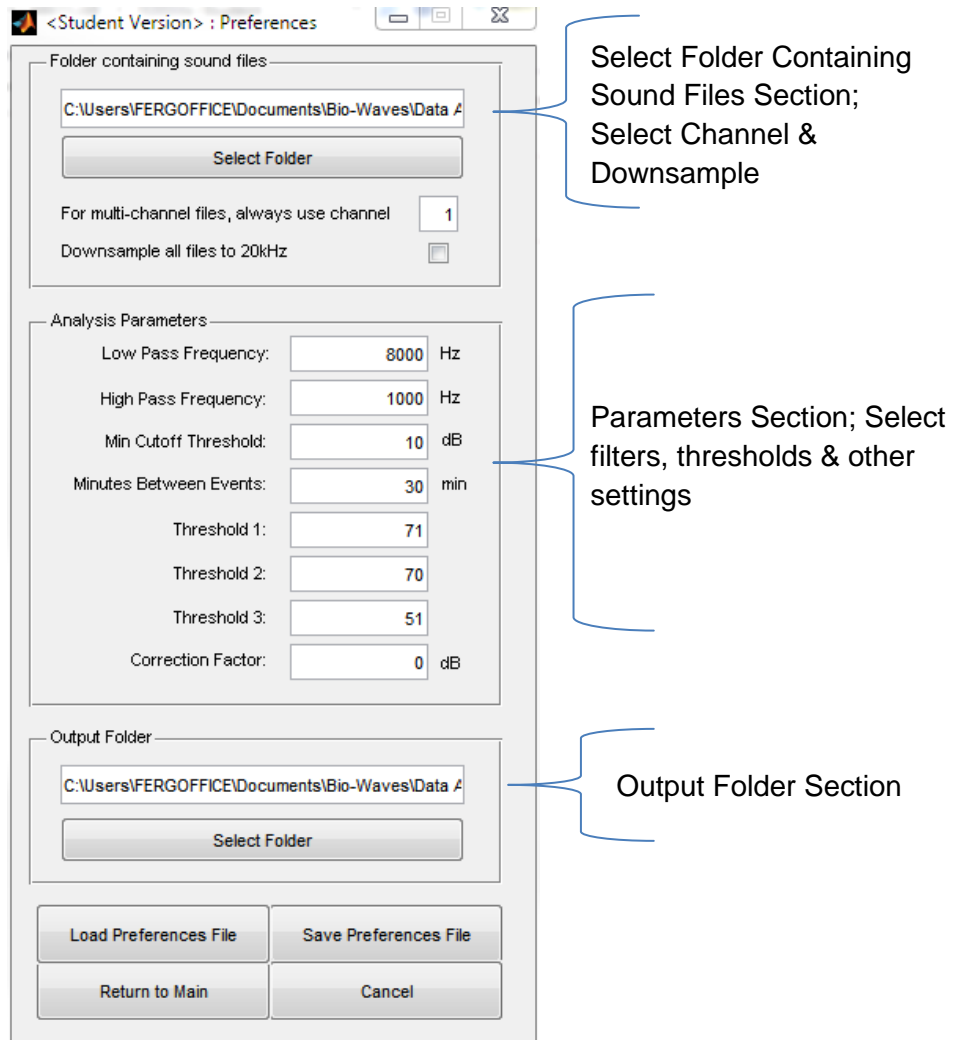 <Student Version> : Preferences
Folder containing sound files
C:\Users\FERGOFFICE\Documents\Bio-Waves\Data A
Select Folder
For multi-channel files, always use channel 1
Downsample all files to 20kHz
Select Folder Containing
Sound Files Section;
Select Channel &
Downsample
Analysis Parameters
Low Pass Frequency: 8000 Hz
High Pass Frequency: 1000 Hz
Min Cutoff Threshold: 10 dB
Minutes Between Events: 30 min
Threshold 1: 71
Threshold 2: 70
Threshold 3: 51
Correction Factor: 0 dB
Parameters Section; Select
filters, thresholds & other
settings
Output Folder
C:\Users\FERGOFFICE\Documents\Bio-Waves\Data A
Select Folder
Output Folder Section
Load Preferences File Save Preferences File
Return to Main Cancel